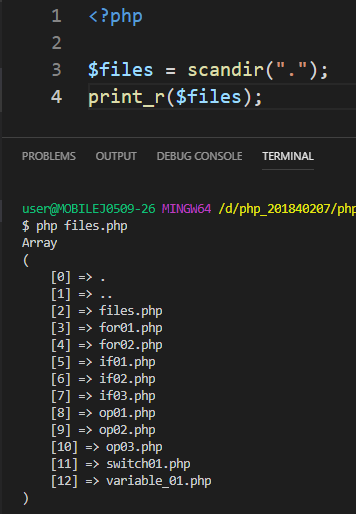 1 <?php
2
3 $files = scandir(".");
4 print_r($files);
PROBLEMS OUTPUT DEBUG CONSOLE TERMINAL
user@MOBILEJ0509-26 MINGW64 /d/php_201840207/php
$ php files.php
Array
(
    [0] => .
    [1] => ..
    [2] => files.php
    [3] => for01.php
    [4] => for02.php
    [5] => if01.php
    [6] => if02.php
    [7] => if03.php
    [8] => op01.php
    [9] => op02.php
    [10] => op03.php
    [11] => switch01.php
    [12] => variable_01.php
)